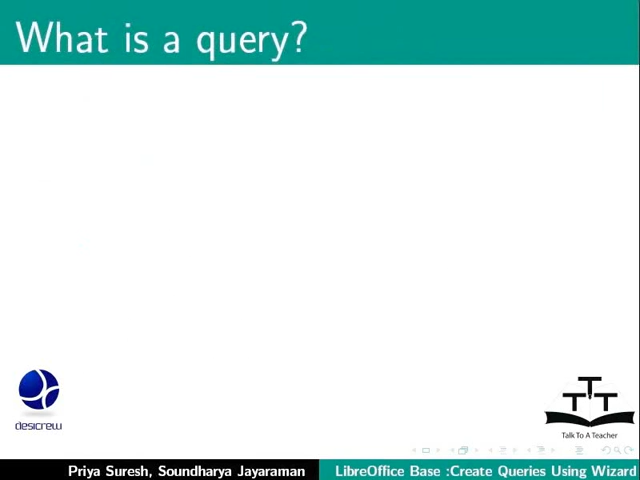 What is a query?
desicrew
T T T
Talk To A Teacher
Priya Suresh, Soundharya Jayaraman
LibreOffice Base :Create Queries Using Wizard